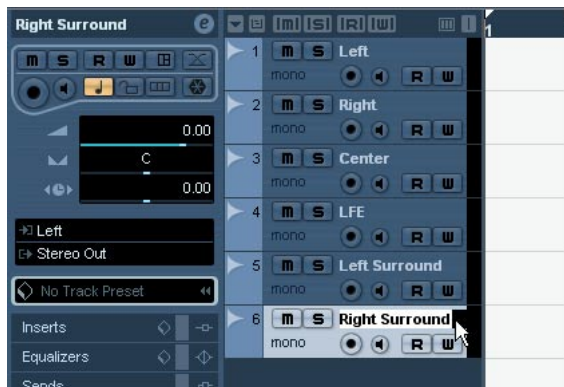 Right Surround e
m S R W
0.00
C
0.00
Left
Stereo Out
No Track Preset
Inserts
Equalizers
Sends
m S R W
1
1 m S Left
mono R W
2 m S Right
mono R W
3 m S Center
mono R W
4 m S LFE
mono R W
5 m S Left Surround
mono R W
6 m S Right Surround
mono R W